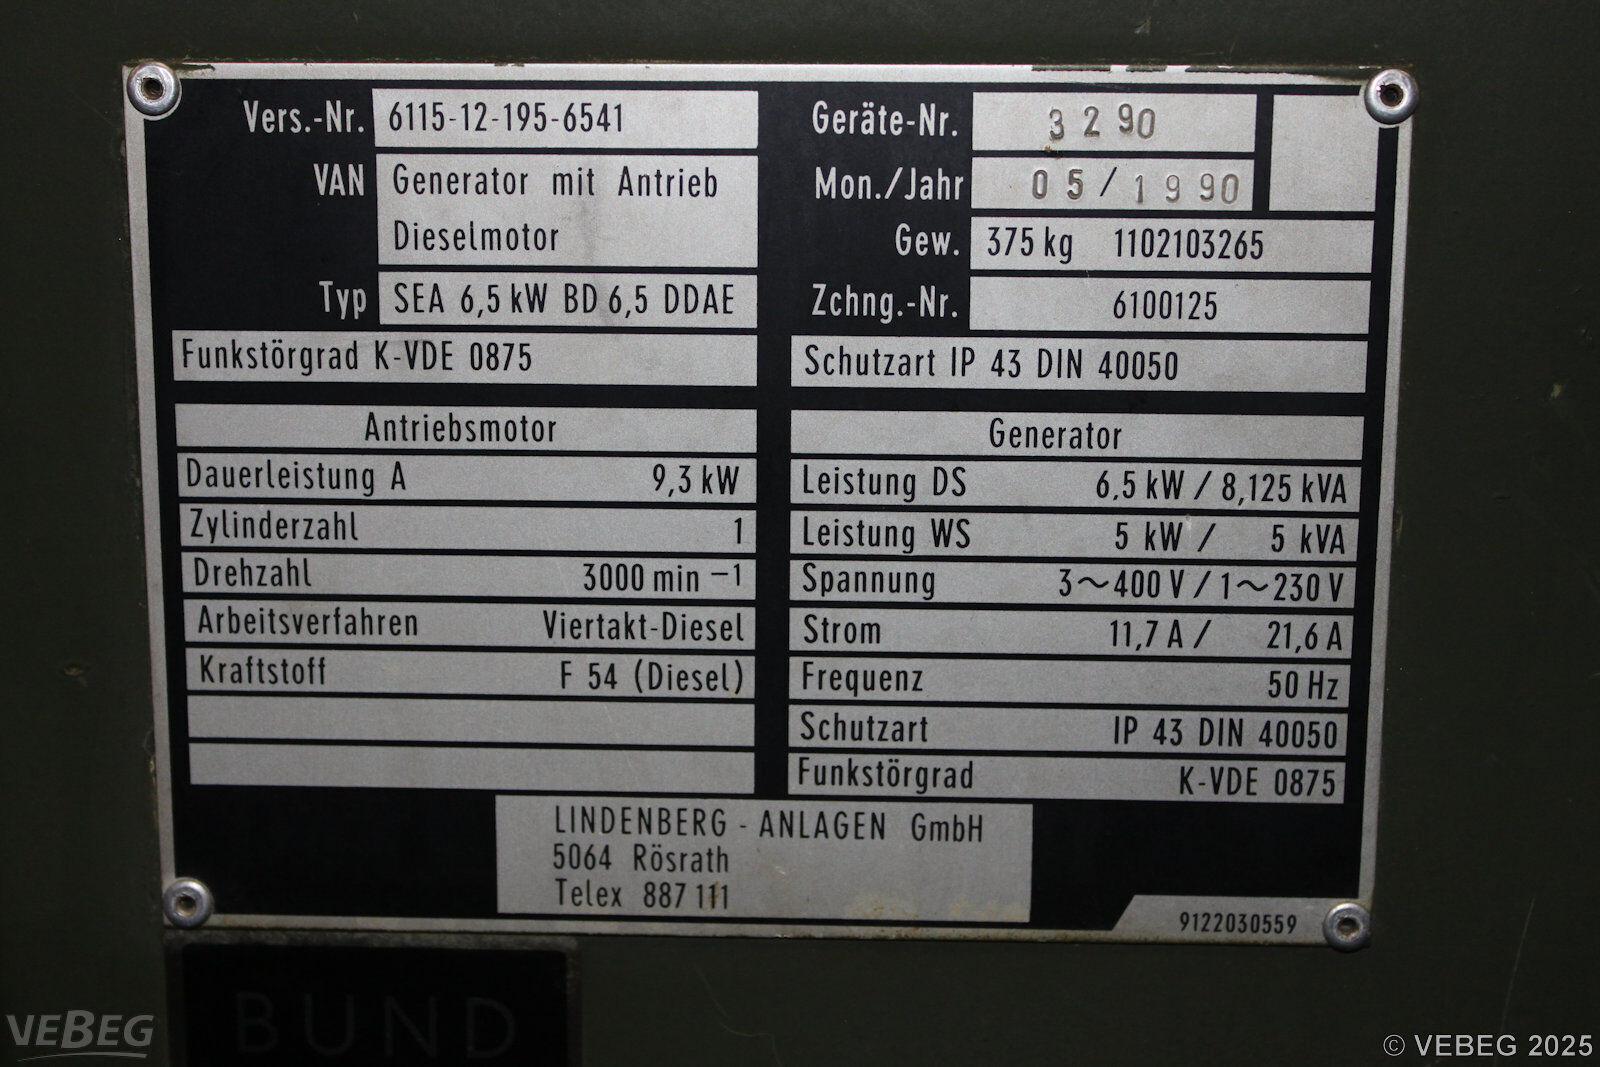 Vers.-Nr. 6115-12-195-6541
VAN Generator mit Antrieb
Dieselmotor
Typ SEA 6,5 kW BD 6,5 DDAE
Funkstörgrad K-VDE 0875
Geräte-Nr. 3290
Mon./Jahr 05/1990
Gew. 375 kg 1102103265
Zchng.-Nr. 6100125
Schutzart IP 43 DIN 40050
Antriebsmotor
Dauerleistung A 9,3 kW
Zylinderzahl 1
Drehzahl 3000 min –1
Arbeitsverfahren Viertakt-Diesel
Kraftstoff F 54 (Diesel)
Generator
Leistung DS 6,5 kW / 8,125 kVA
Leistung WS 5 kW / 5 kVA
Spannung 3~400 V / 1~230 V
Strom 11,7 A / 21,6 A
Frequenz 50 Hz
Schutzart IP 43 DIN 40050
Funkstörgrad K-VDE 0875
LINDENBERG - ANLAGEN GmbH
5064 Rösrath
Telex 887 111
9122030559
BUND
VEBEG
© VEBEG 2025